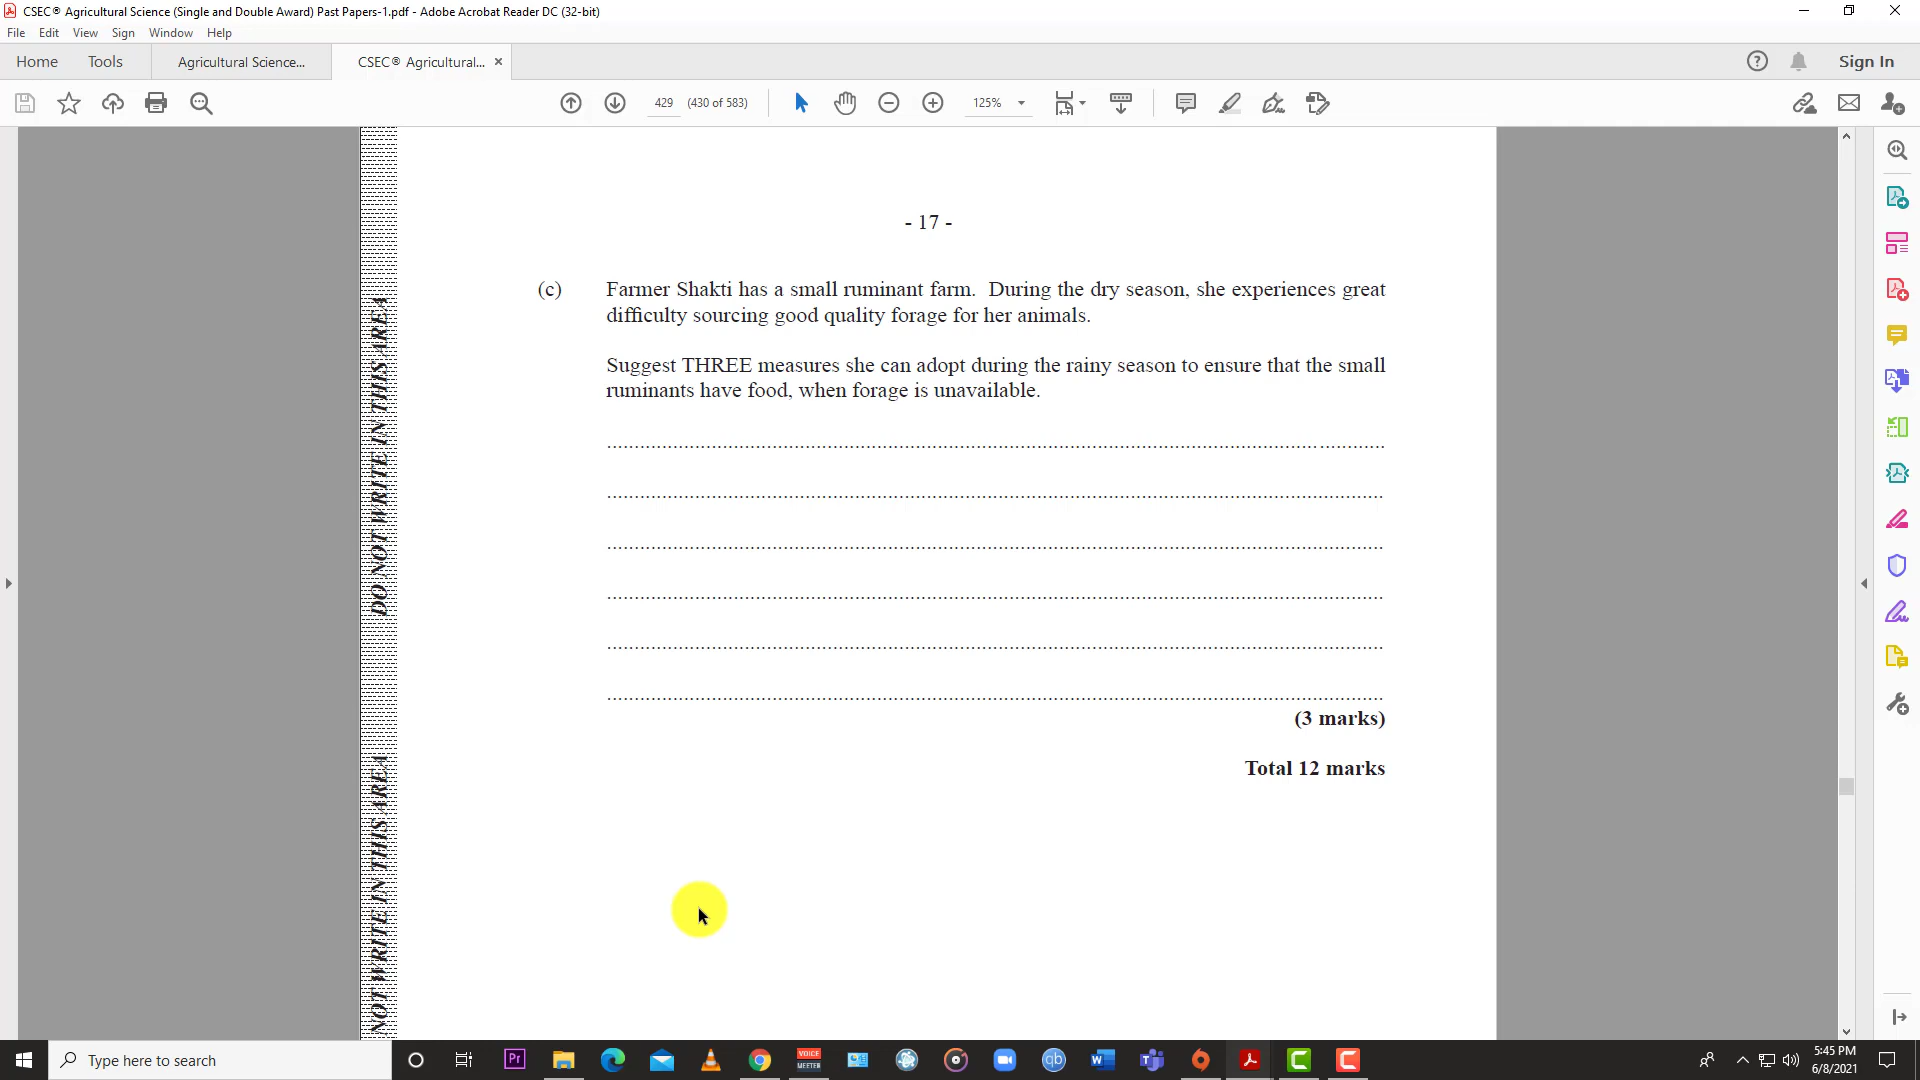 CSEC® Agricultural Science (Single and Double Award) Past Papers-1.pdf - Adobe Acrobat Reader DC (32-bit)
File Edit View Sign Window Help
Home Tools Agricultural Science... CSEC® Agricultural... × Sign In
429 (430 of 583) 125%
- 17 -
(c) Farmer Shakti has a small ruminant farm. During the dry season, she experiences great
difficulty sourcing good quality forage for her animals.
Suggest THREE measures she can adopt during the rainy season to ensure that the small
ruminants have food, when forage is unavailable.
(3 marks)
Total 12 marks
DO NOT WRITE IN THIS AREA
NOT WRITE IN THIS AREA
Type here to search
Pr
VOICE
MEETER
qb
5:45 PM
6/8/2021